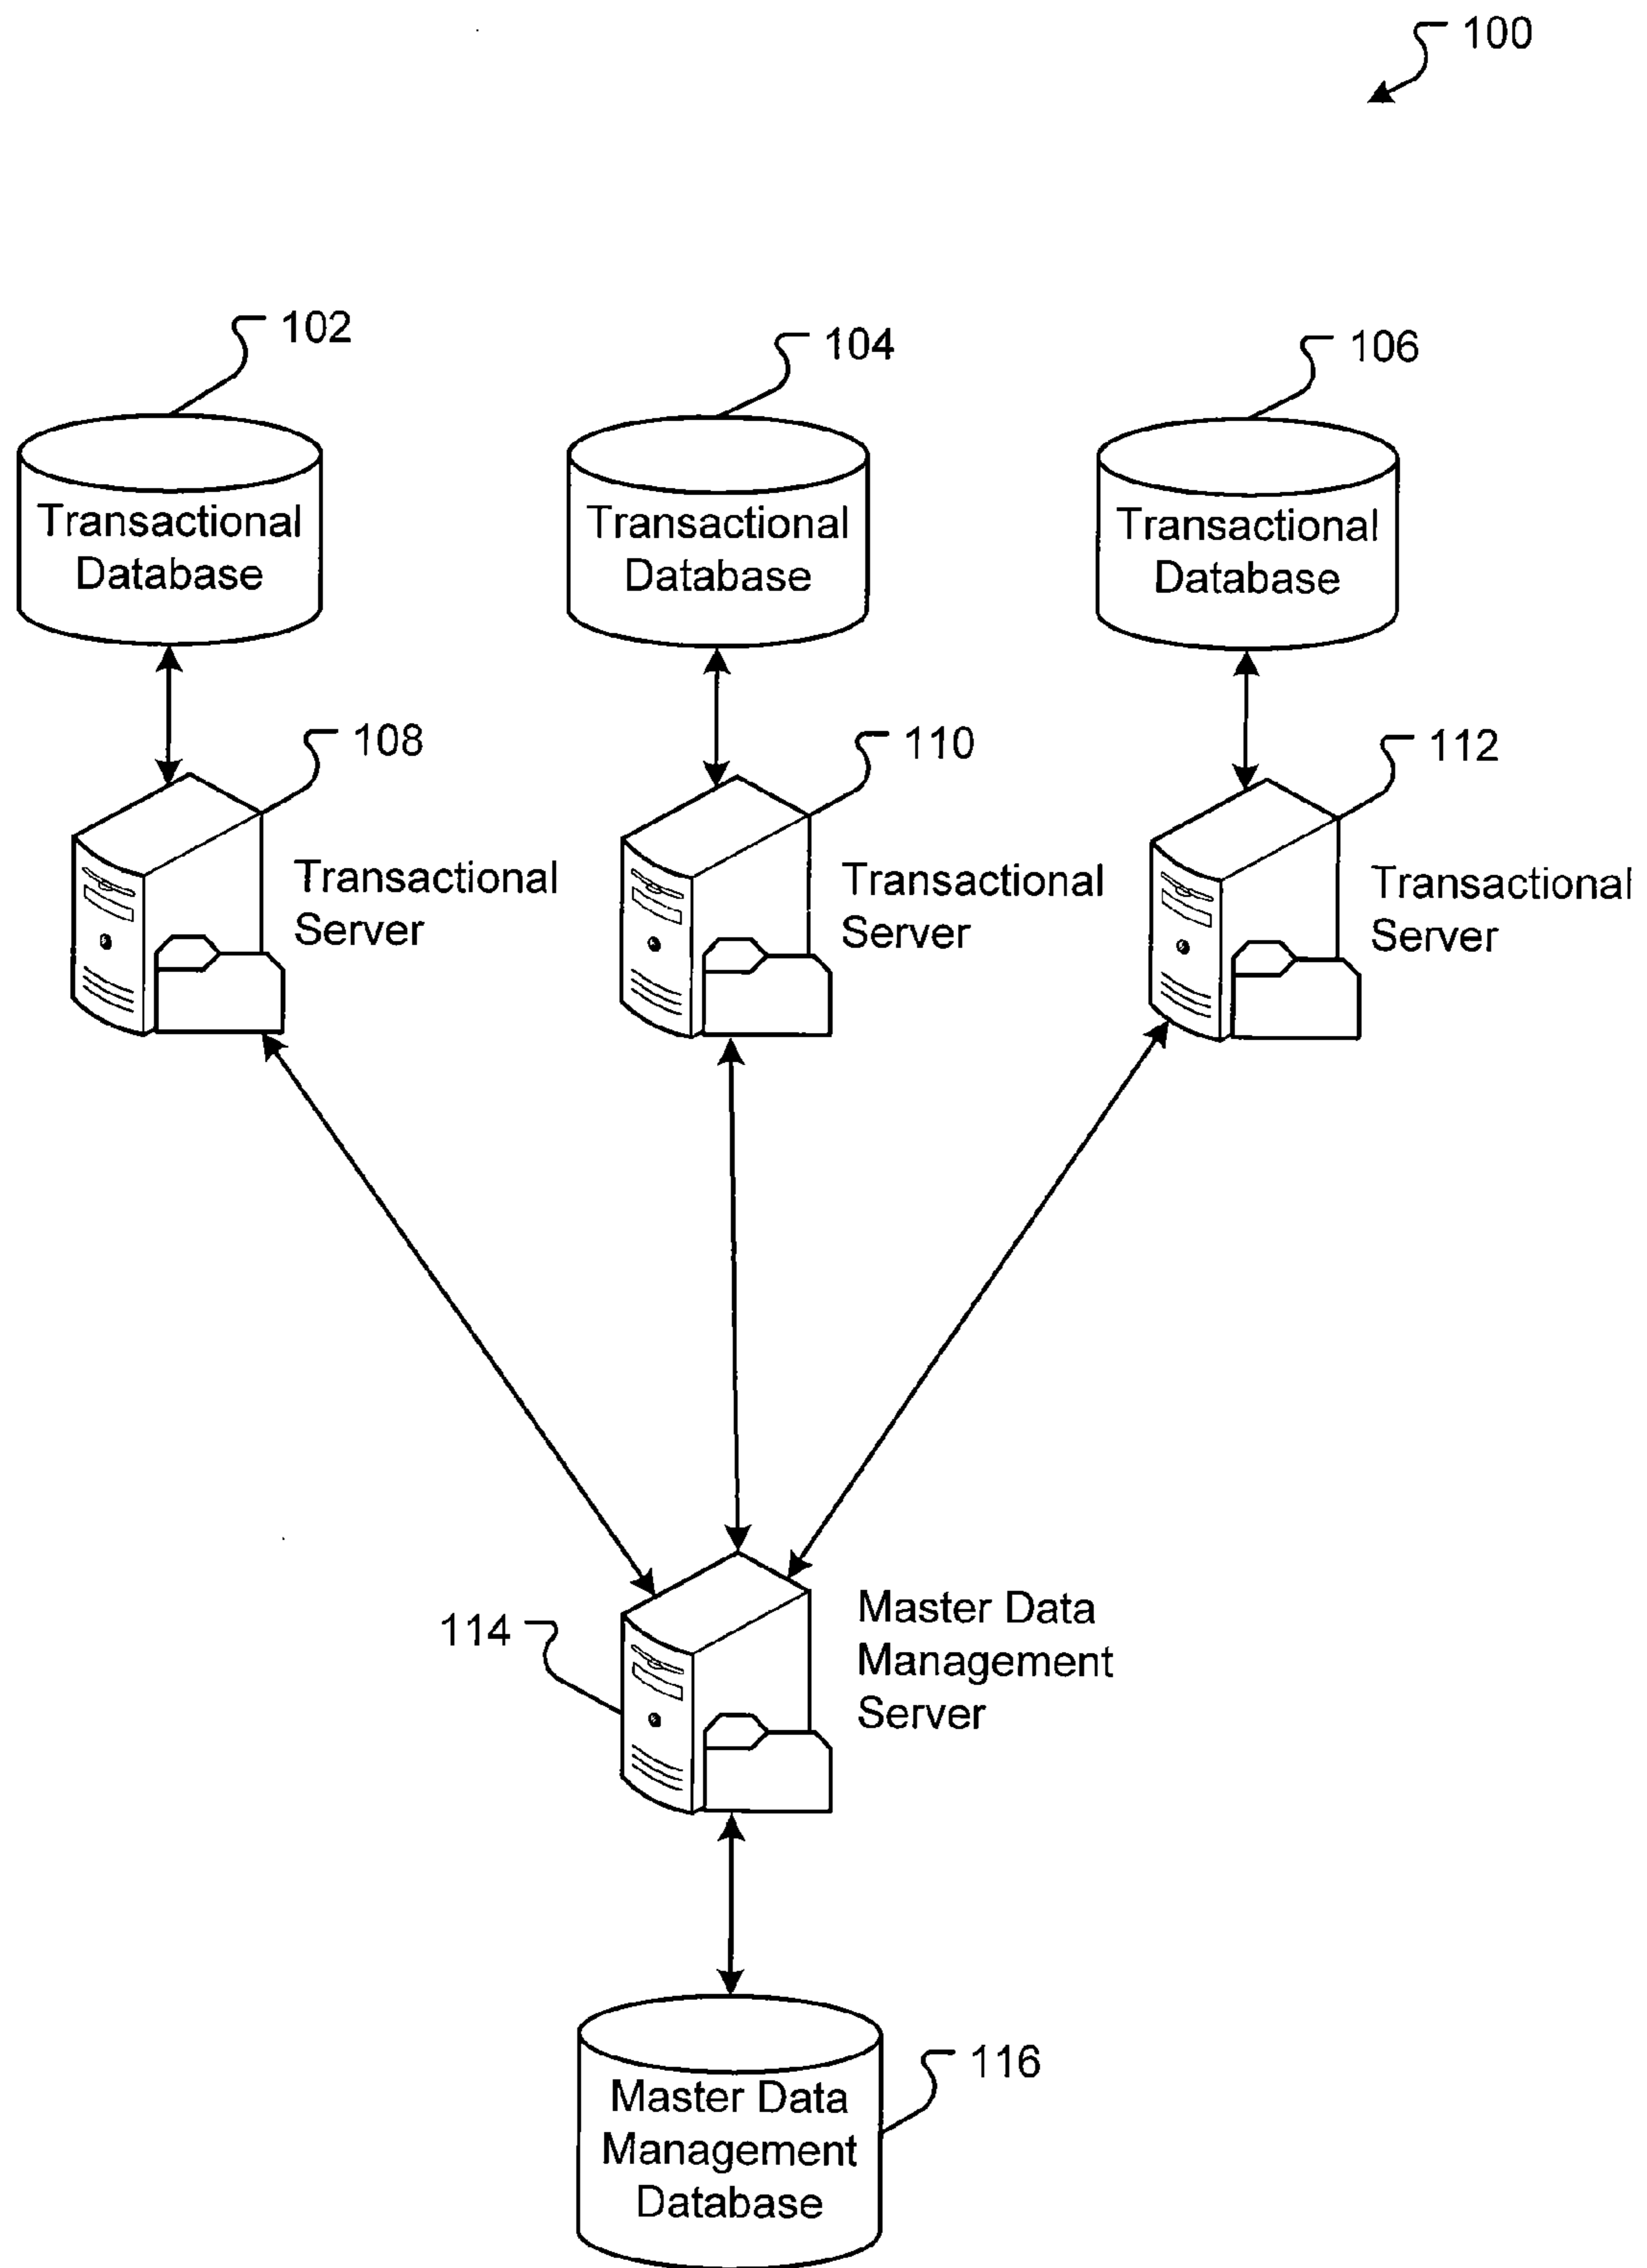 100
102
104
106
Transactional
Database
Transactional
Database
Transactional
Database
108
110
112
Transactional
Server
Transactional
Server
Transactional
Server
114
Master Data
Management
Server
116
Master Data
Management
Database